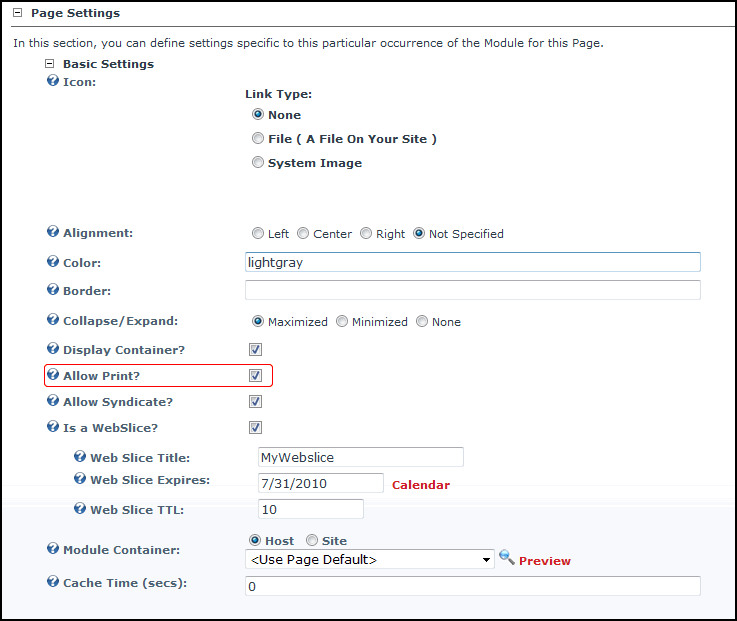 Page Settings
In this section, you can define settings specific to this particular occurrence of the Module for this Page.
Basic Settings
Icon:
Link Type:
None
File ( A File On Your Site )
System Image
Alignment: Left Center Right Not Specified
Color: lightgray
Border:
Collapse/Expand: Maximized Minimized None
Display Container?
Allow Print?
Allow Syndicate?
Is a WebSlice?
Web Slice Title: MyWebslice
Web Slice Expires: 7/31/2010 Calendar
Web Slice TTL: 10
Host Site
Module Container: <Use Page Default> Preview
Cache Time (secs): 0